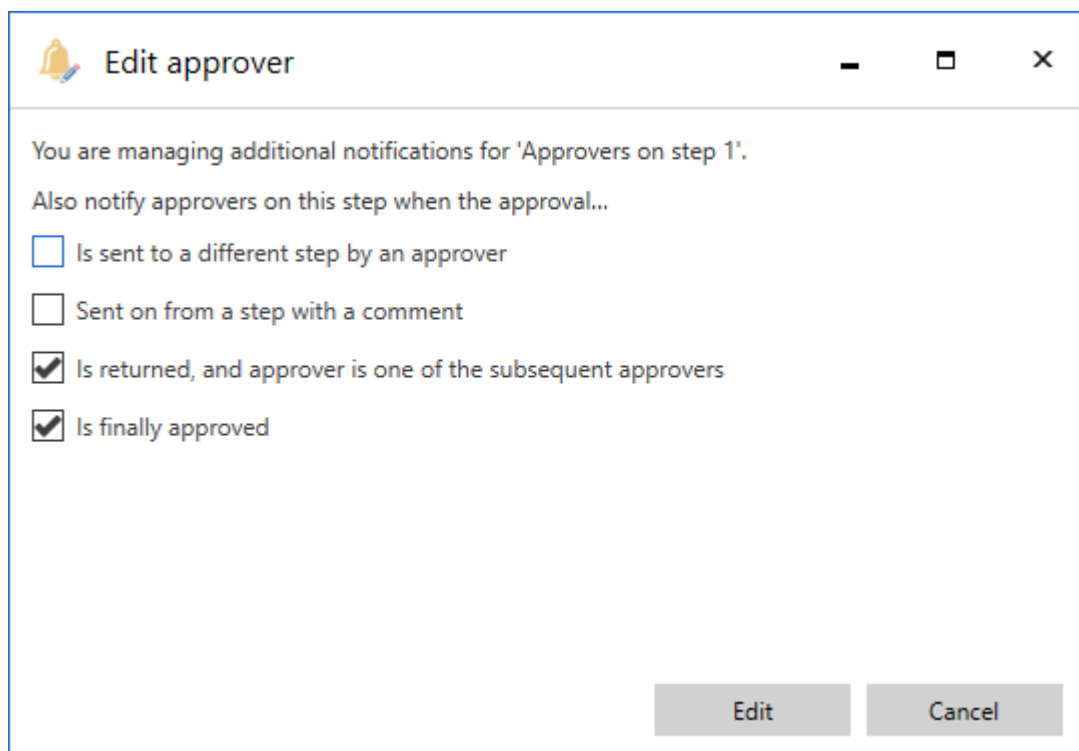 Edit approver
You are managing additional notifications for 'Approvers on step 1'.
Also notify approvers on this step when the approval...
Is sent to a different step by an approver
Sent on from a step with a comment
Is returned, and approver is one of the subsequent approvers
Is finally approved
Edit Cancel